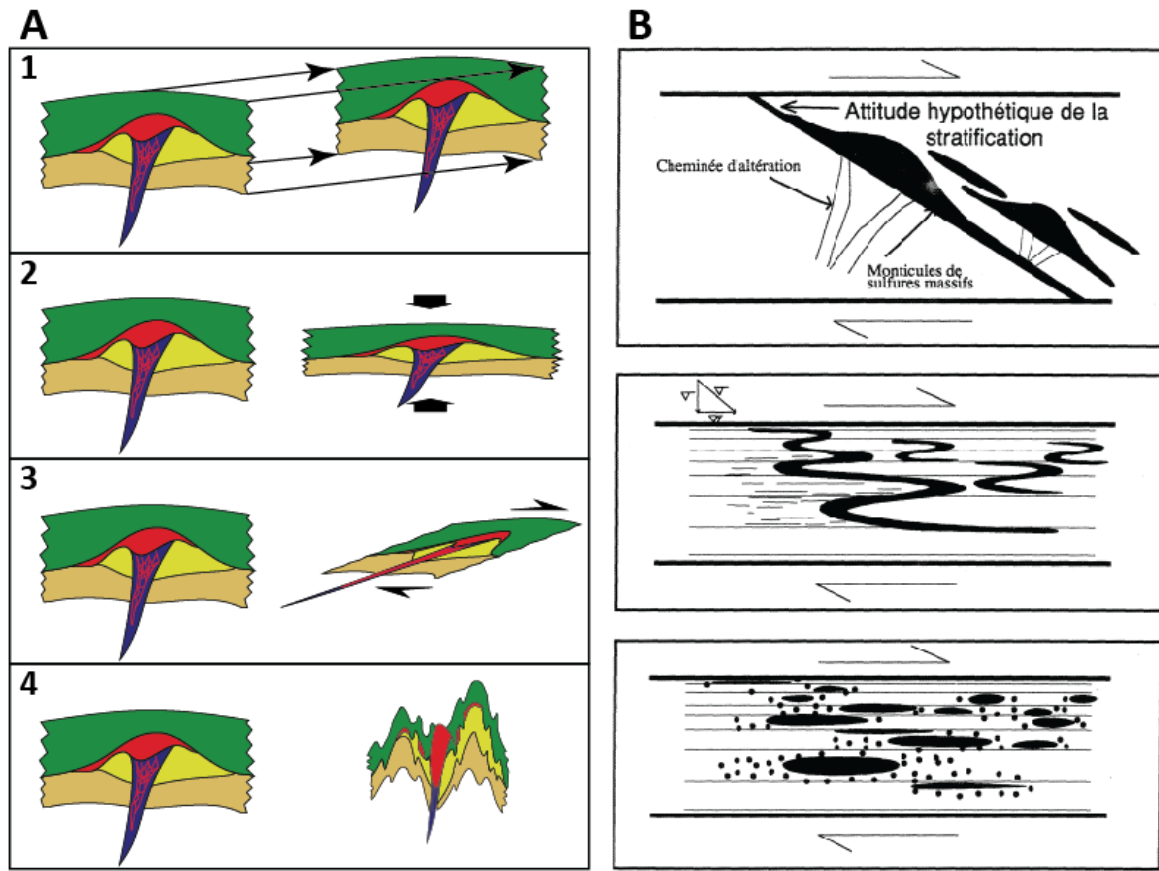 A
1
2
3
4
B
Attitude hypothétique de la
stratification
Cheminée d'altération
Monticules de
sulfures massifs